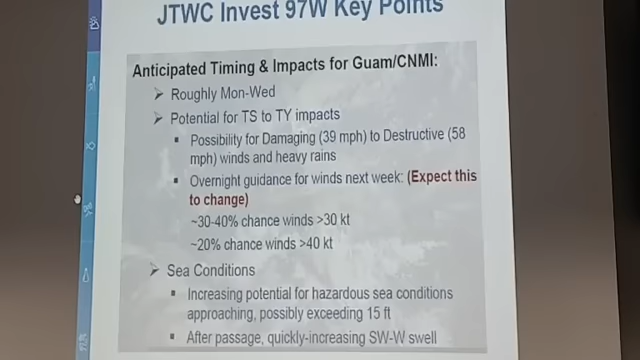 JTWC Invest 97W Key Points
Anticipated Timing & Impacts for Guam/CNMI:
Roughly Mon-Wed
Potential for TS to TY impacts
Possibility for Damaging (39 mph) to Destructive (58
mph) winds and heavy rains
Overnight guidance for winds next week: (Expect this
to change)
~30-40% chance winds >30 kt
~20% chance winds >40 kt
Sea Conditions
Increasing potential for hazardous sea conditions
approaching, possibly exceeding 15 ft
After passage, quickly-increasing SW-W swell